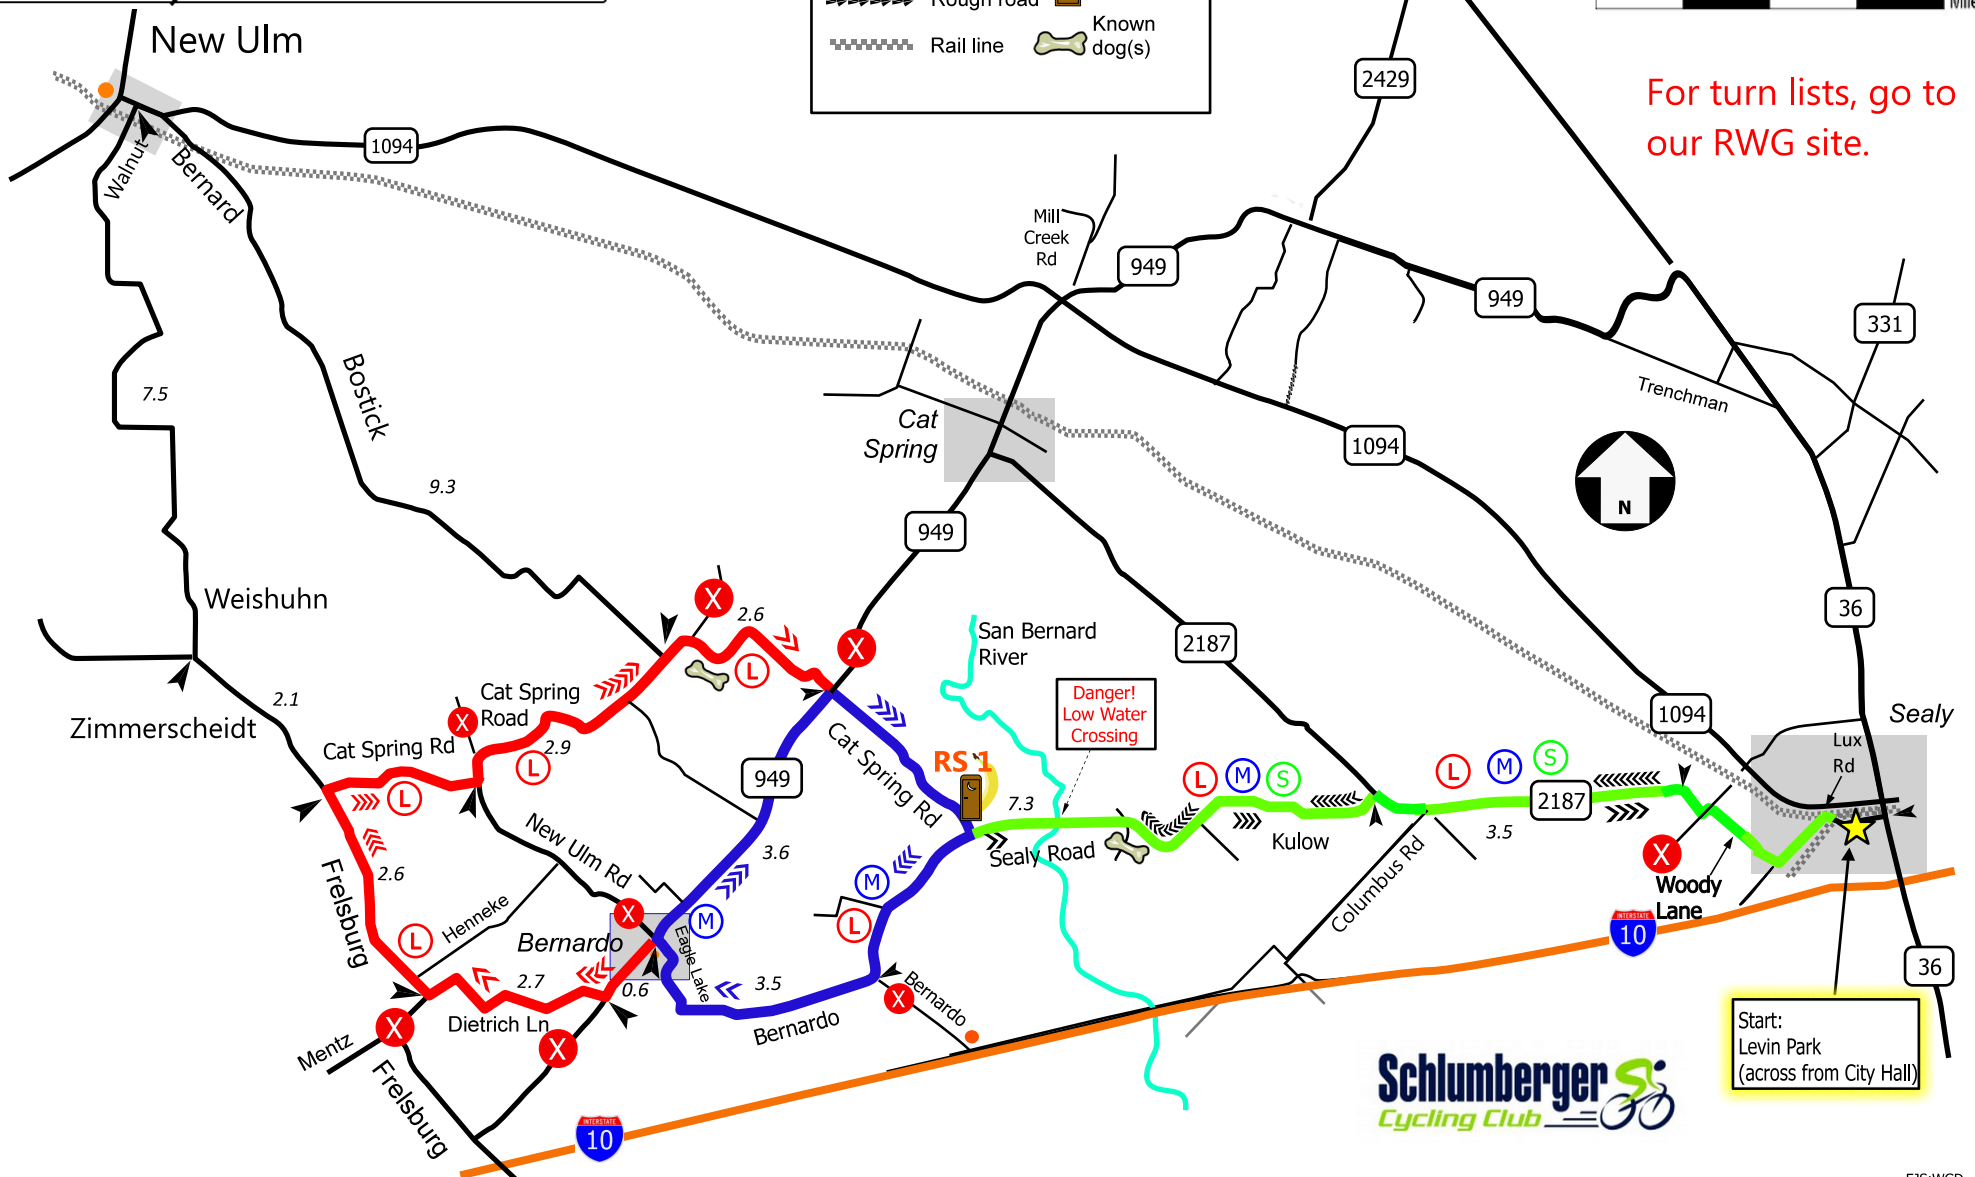 Rough road
Rail line
Known
dog(s)
New Ulm
2429
For turn lists, go to
our RWG site.
1094
Walnut
Bernard
Mill
Creek
Rd
949
949
331
7.5
Bostick
Trenchman
Cat
Spring
1094
9.3
N
949
Weishuhn
X
2.6
36
San Bernard
River
2187
X
2.1
Cat Spring
Road
Danger!
Low Water
Crossing
L
Zimmerscheidt
X
1094
Sealy
Cat Spring Rd
2.9
L
Cat Spring Rd
Lux
Rd
RS 1
949
L
L
M
S
L
M
S
2187
7.3
3.5
Kulow
Sealy Road
New Ulm Rd
3.6
2.6
Frelsburg
Columbus Rd
X
Woody
Lane
M
L
Henneke
X
M
L
Bernardo
Eagle Lake
INTERSTATE
10
36
2.7
0.6
3.5
X
Bernardo
Bernardo
Dietrich Ln
X
X
Mentz
Frelsburg
Start:
Levin Park
(across from City Hall)
Schlumberger
Cycling Club
INTERSTATE
10